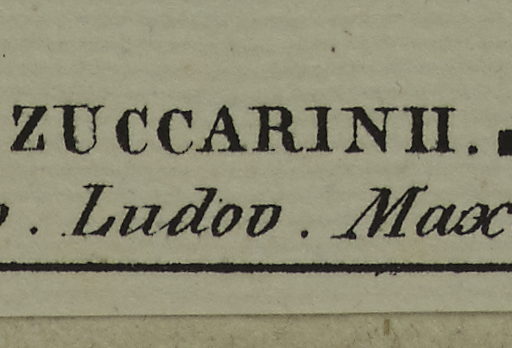 ZUCCARINII.
. Ludov. Max